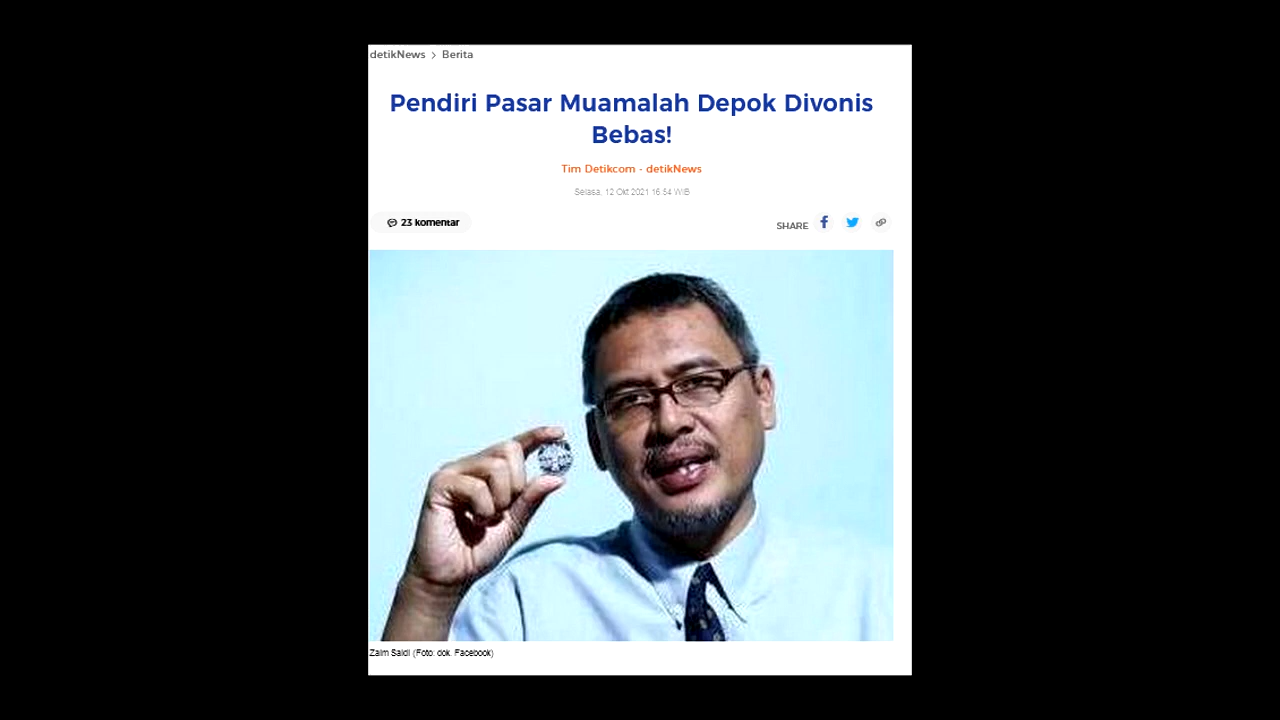 detikNews > Berita
Pendiri Pasar Muamalah Depok Divonis
Bebas!
Tim Detikcom - detikNews
Selasa, 12 Okt 2021 16:54 WIB
23 komentar
SHARE
Zaim Saidi (Foto: dok. Facebook)